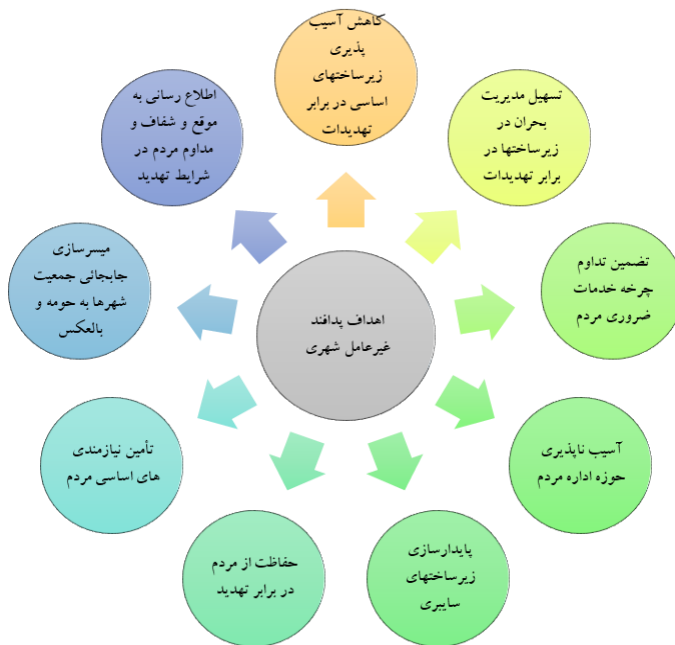 اهداف پدافند
غیرعامل شهری
کاهش آسیب
پذیری
زیرساختهای
اساسی در برابر
تهدیدات
تسهیل مدیریت
بحران در
زیرساختها در
برابر تهدیدات
تضمین تداوم
چرخه خدمات
ضروری مردم
آسیب ناپذیری
حوزه اداره مردم
پایدارسازی
زیرساختهای
سایبری
حفاظت از مردم
در برابر تهدید
تأمین نیازمندی
های اساسی مردم
میسرسازی
جابجائی جمعیت
شهرها به حومه و
بالعکس
اطلاع رسانی به
موقع و شفاف و
مداوم مردم در
شرایط تهدید